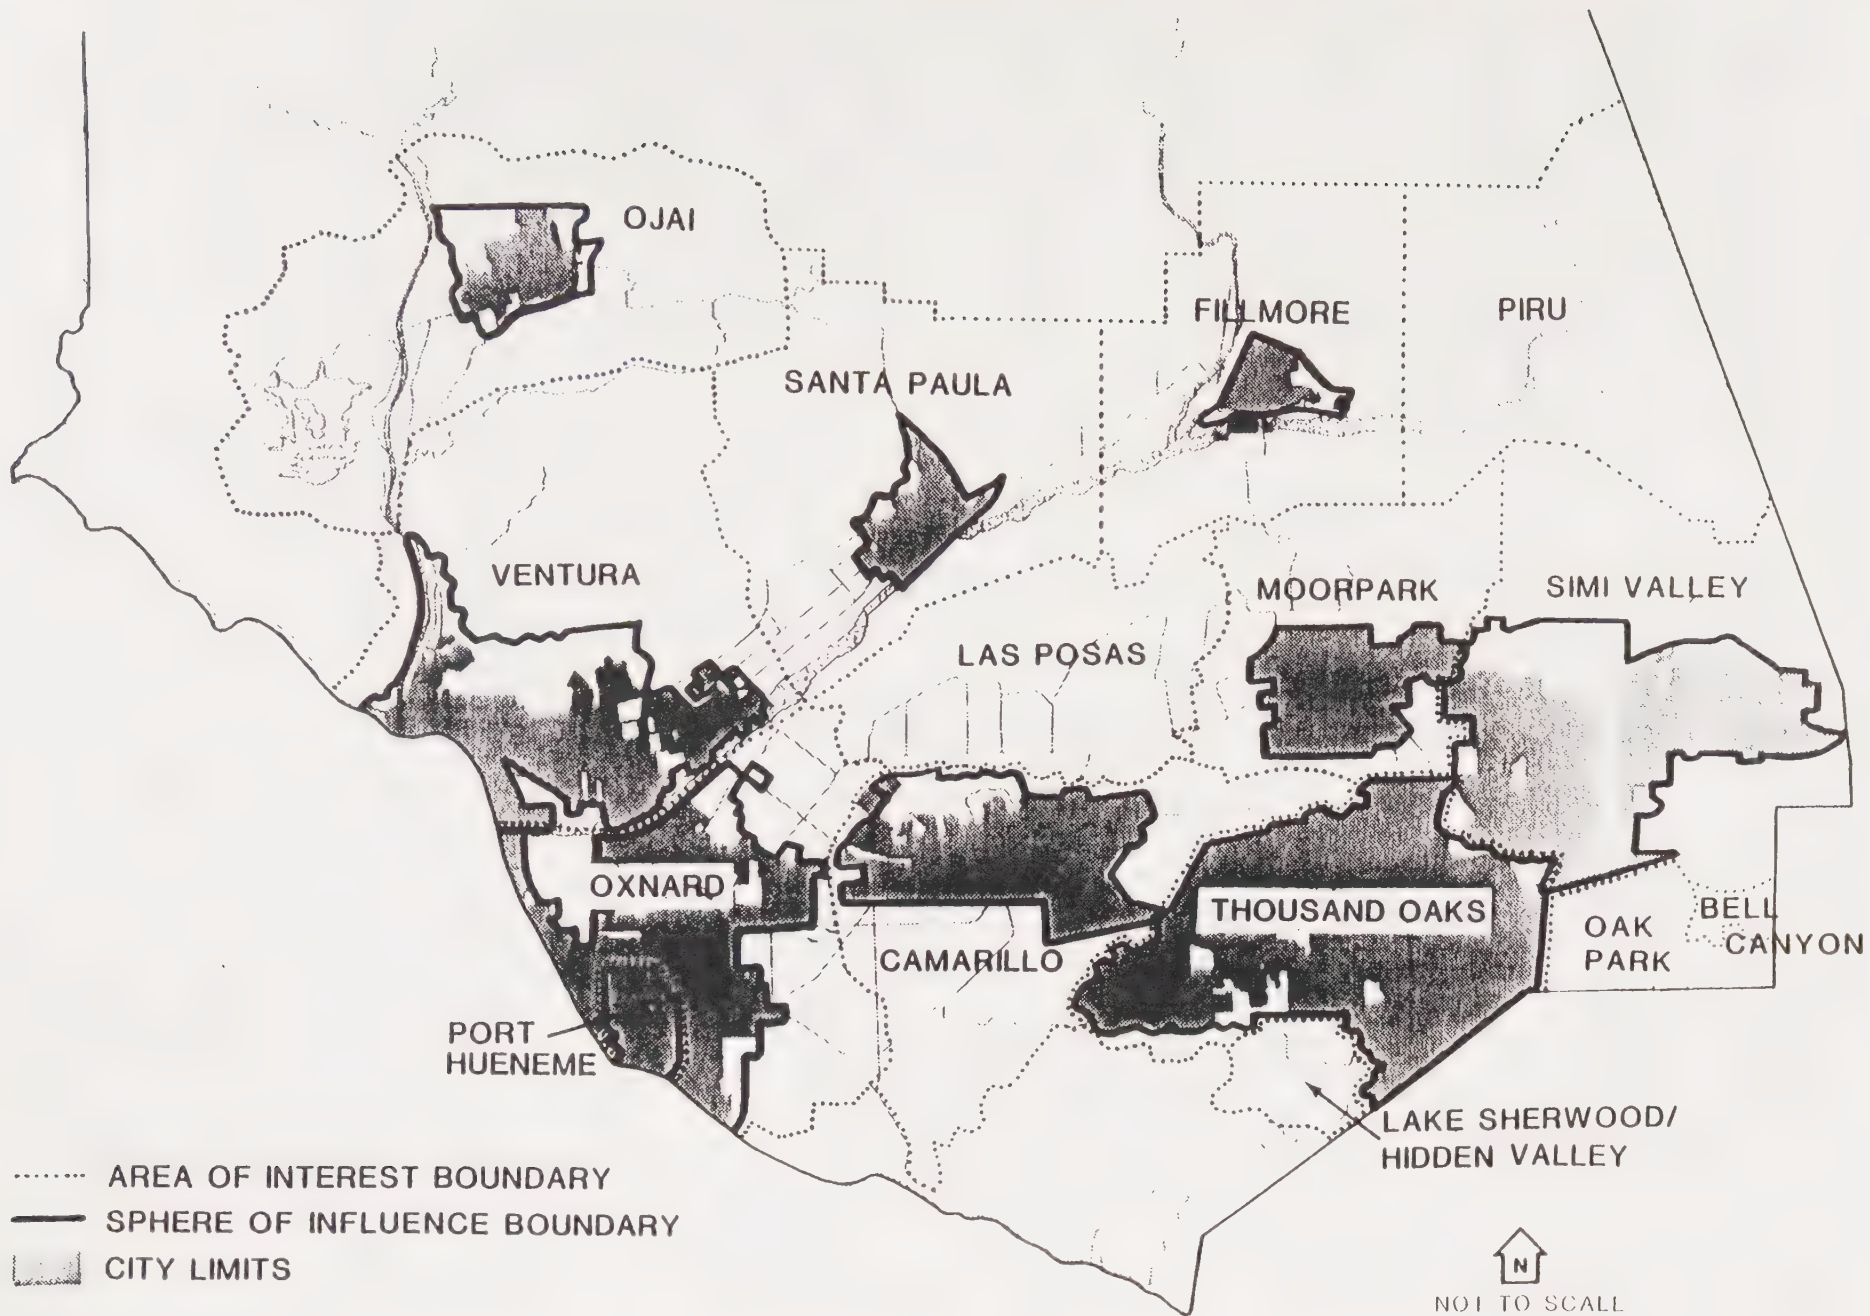 OJAI
FILLMORE
PIRU
SANTA PAULA
VENTURA
MOORPARK
SIMI VALLEY
LAS POSAS
OXNARD
THOUSAND OAKS
BELL
CANYON
OAK
PARK
CAMARILLO
PORT
HUENEME
LAKE SHERWOOD/
HIDDEN VALLEY
AREA OF INTEREST BOUNDARY
SPHERE OF INFLUENCE BOUNDARY
CITY LIMITS
N
NOT TO SCALE